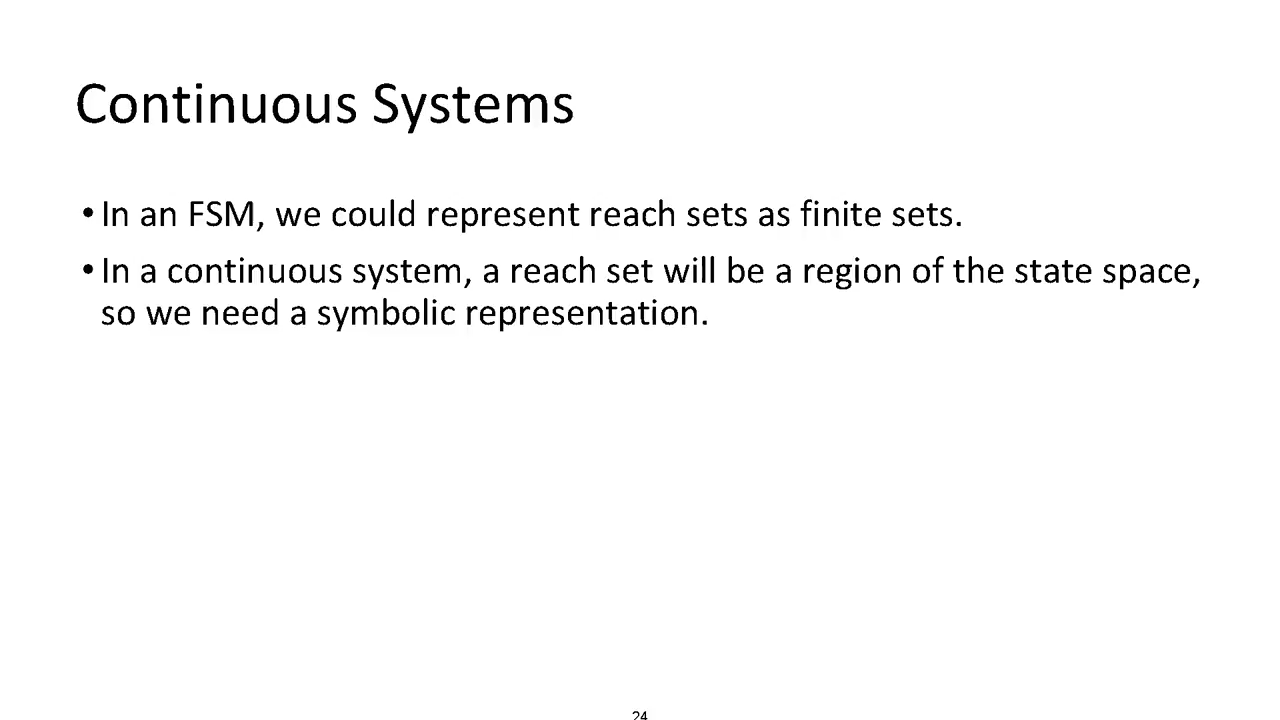 Continuous Systems
•In an FSM, we could represent reach sets as finite sets.
•In a continuous system, a reach set will be a region of the state space,
so we need a symbolic representation.
24